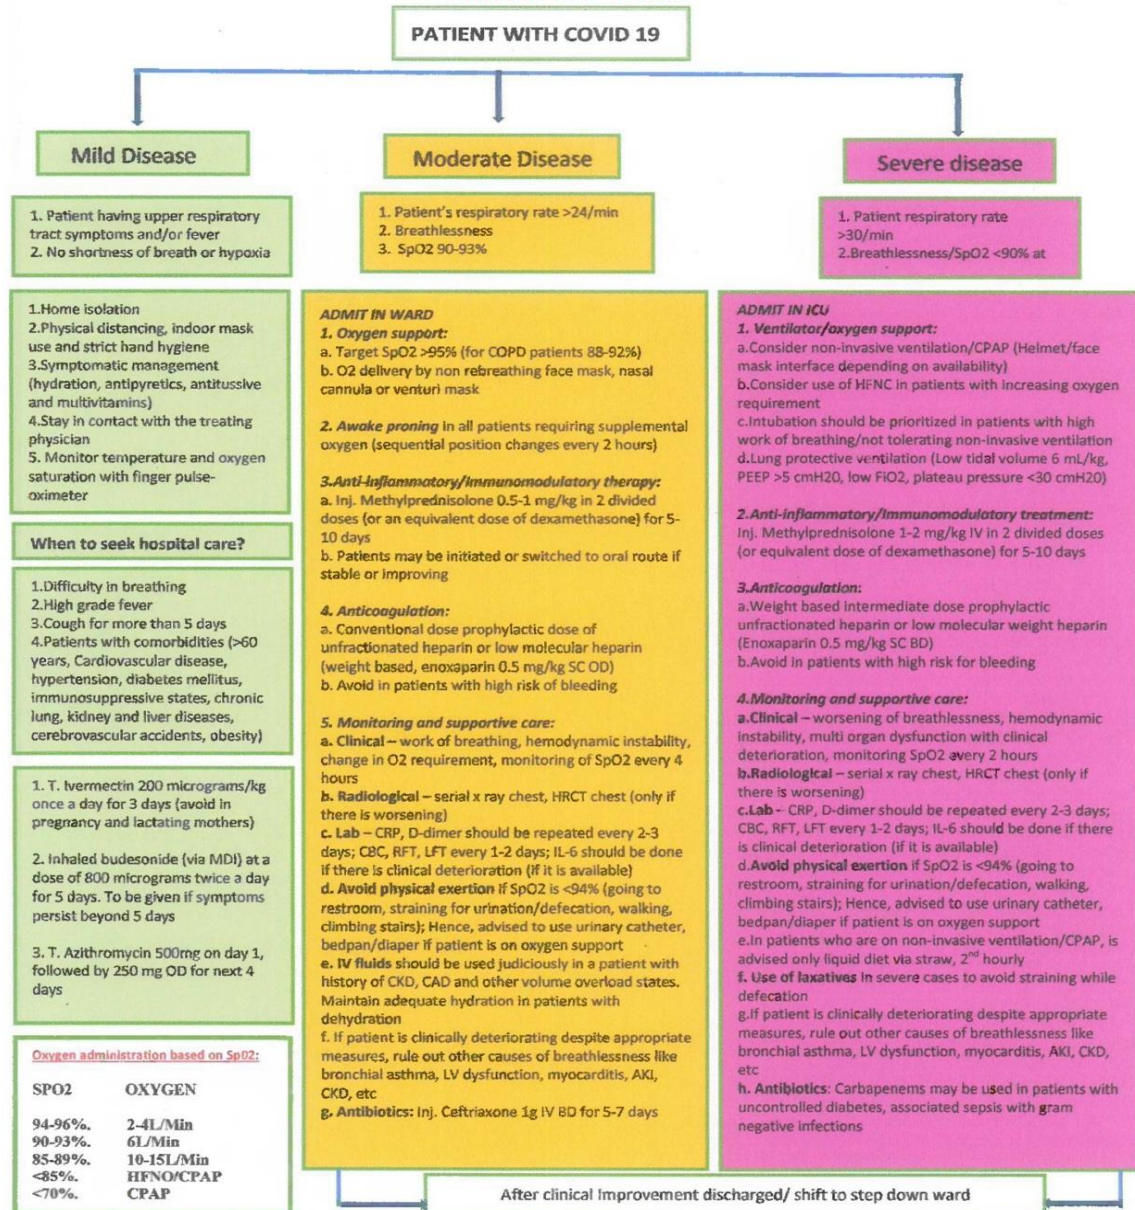 PATIENT WITH COVID 19
Mild Disease
1. Patient having upper respiratory
tract symptoms and/or fever
2. No shortness of breath or hypoxia
1.Home isolation
2.Physical distancing, indoor mask
use and strict hand hygiene
3.Symptomatic management
(hydration, antipyretics, antitussive
and multivitamins)
4.Stay in contact with the treating
physician
5. Monitor temperature and oxygen
saturation with finger pulse-
oximeter
When to seek hospital care?
1.Difficulty in breathing
2.High grade fever
3.Cough for more than 5 days
4.Patients with comorbidities (>60
years, Cardiovascular disease,
hypertension, diabetes mellitus,
immunosuppressive states, chronic
lung, kidney and liver diseases,
cerebrovascular accidents, obesity)
1. T. Ivermectin 200 micrograms/kg
once a day for 3 days (avoid in
pregnancy and lactating mothers)
2. Inhaled budesonide (via MDI) at a
dose of 800 micrograms twice a day
for 5 days. To be given if symptoms
persist beyond 5 days
3. T. Azithromycin 500mg on day 1,
followed by 250 mg OD for next 4
days
Oxygen administration based on Sp02:
SPO2 OXYGEN
94-96%. 2-4L/Min
90-93%. 6L/Min
85-89%. 10-15L/Min
<85%. HFNO/CPAP
<70%. CPAP
Moderate Disease
1. Patient's respiratory rate >24/min
2. Breathlessness
3. SpO2 90-93%
ADMIT IN WARD
1. Oxygen support:
a. Target SpO2 >95% (for COPD patients 88-92%)
b. O2 delivery by non rebreathing face mask, nasal
cannula or venturi mask
2. Awake proning in all patients requiring supplemental
oxygen (sequential position changes every 2 hours)
3.Anti-inflammatory/immunomodulatory therapy:
a. Inj. Methylprednisolone 0.5-1 mg/kg in 2 divided
doses (or an equivalent dose of dexamethasone) for 5-
10 days
b. Patients may be initiated or switched to oral route if
stable or improving
4. Anticoagulation:
a. Conventional dose prophylactic dose of
unfractionated heparin or low molecular heparin
(weight based, enoxaparin 0.5 mg/kg SC OD)
b. Avoid in patients with high risk of bleeding
5. Monitoring and supportive care:
a. Clinical – work of breathing, hemodynamic instability,
change in O2 requirement, monitoring of SpO2 every 4
hours
b. Radiological – serial x ray chest, HRCT chest (only if
there is worsening)
c. Lab – CRP, D-dimer should be repeated every 2-3
days; CBC, RFT, LFT every 1-2 days; IL-6 should be done
if there is clinical deterioration (if it is available)
d. Avoid physical exertion if SpO2 is <94% (going to
restroom, straining for urination/defecation, walking,
climbing stairs); Hence, advised to use urinary catheter,
bedpan/diaper if patient is on oxygen support
e. IV fluids should be used judiciously in a patient with
history of CKD, CAD and other volume overload states.
Maintain adequate hydration in patients with
dehydration
f. If patient is clinically deteriorating despite appropriate
measures, rule out other causes of breathlessness like
bronchial asthma, LV dysfunction, myocarditis, AKI,
CKD, etc
g. Antibiotics: Inj. Ceftriaxone 1g IV BD for 5-7 days
Severe disease
1. Patient respiratory rate
>30/min
2.Breathlessness/SpO2 <90% at
ADMIT IN ICU
1. Ventilator/oxygen support:
a.Consider non-invasive ventilation/CPAP (Helmet/face
mask interface depending on availability)
b.Consider use of HFNC in patients with increasing oxygen
requirement
c.Intubation should be prioritized in patients with high
work of breathing/not tolerating non-invasive ventilation
d.Lung protective ventilation (Low tidal volume 6 mL/kg,
PEEP >5 cmH20, low FiO2, plateau pressure <30 cmH20)
2.Anti-inflammatory/Immunomodulatory treatment:
Inj. Methylprednisolone 1-2 mg/kg IV in 2 divided doses
(or equivalent dose of dexamethasone) for 5-10 days
3.Anticoagulation:
a.Weight based intermediate dose prophylactic
unfractionated heparin or low molecular weight heparin
(Enoxaparin 0.5 mg/kg SC BD)
b.Avoid in patients with high risk for bleeding
4.Monitoring and supportive care:
a.Clinical – worsening of breathlessness, hemodynamic
instability, multi organ dysfunction with clinical
deterioration, monitoring SpO2 every 2 hours
b.Radiological – serial x ray chest, HRCT chest (only if
there is worsening)
c.Lab – CRP, D-dimer should be repeated every 2-3 days;
CBC, RFT, LFT every 1-2 days; IL-6 should be done if there
is clinical deterioration (if it is available)
d.Avoid physical exertion if SpO2 is <94% (going to
restroom, straining for urination/defecation, walking,
climbing stairs); Hence, advised to use urinary catheter,
bedpan/diaper if patient is on oxygen support
e.In patients who are on non-invasive ventilation/CPAP, is
advised only liquid diet via straw, 2nd hourly
f. Use of laxatives in severe cases to avoid straining while
defecation
g.If patient is clinically deteriorating despite appropriate
measures, rule out other causes of breathlessness like
bronchial asthma, LV dysfunction, myocarditis, AKI, CKD,
etc
h. Antibiotics: Carbapenems may be used in patients with
uncontrolled diabetes, associated sepsis with gram
negative infections
After clinical improvement discharged/ shift to step down ward